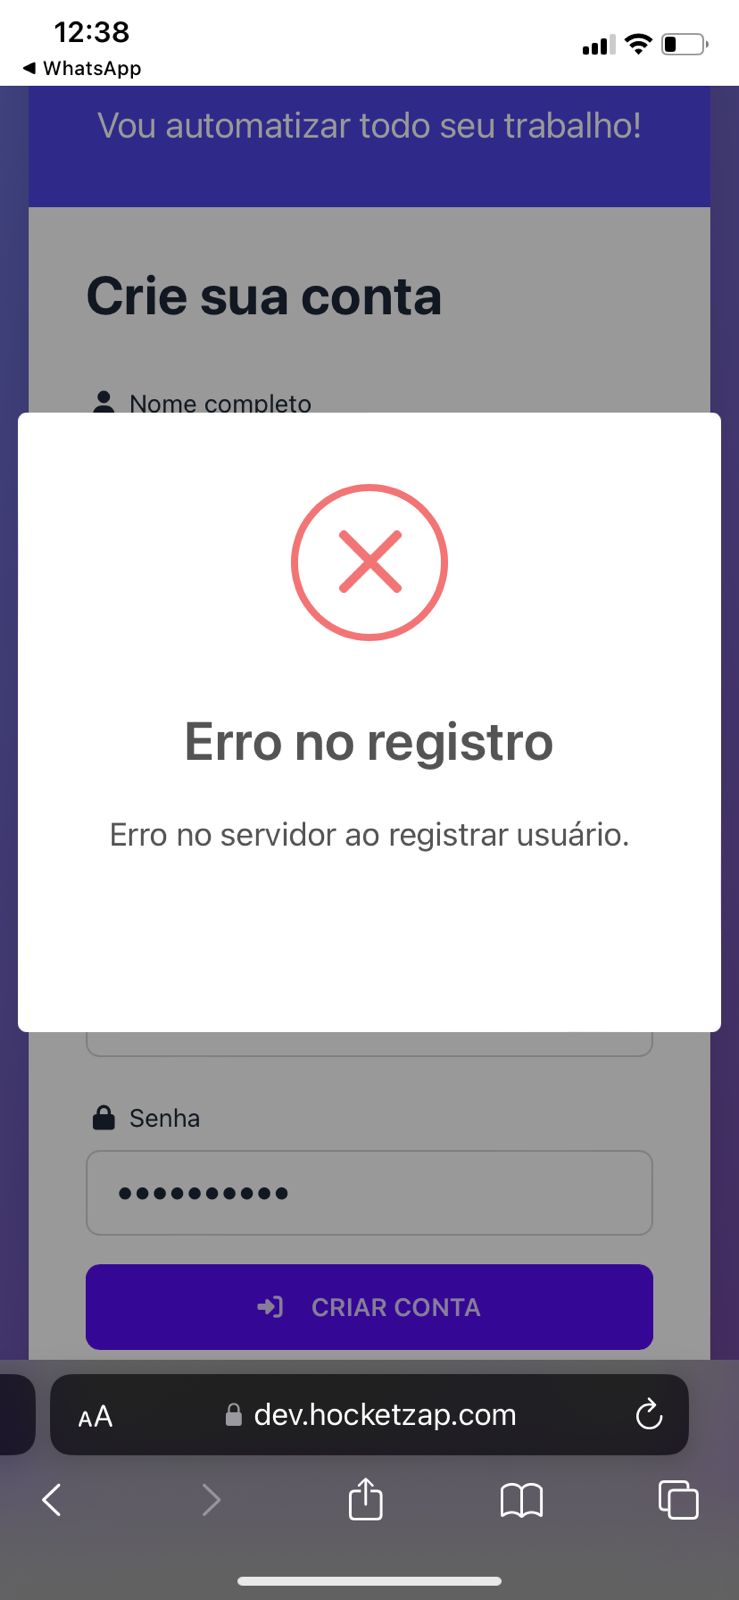 12:38
WhatsApp
Vou automatizar todo seu trabalho!
Crie sua conta
Nome completo
Erro no registro
Erro no servidor ao registrar usuário.
Senha
CRIAR CONTA
AA dev.hocketzap.com